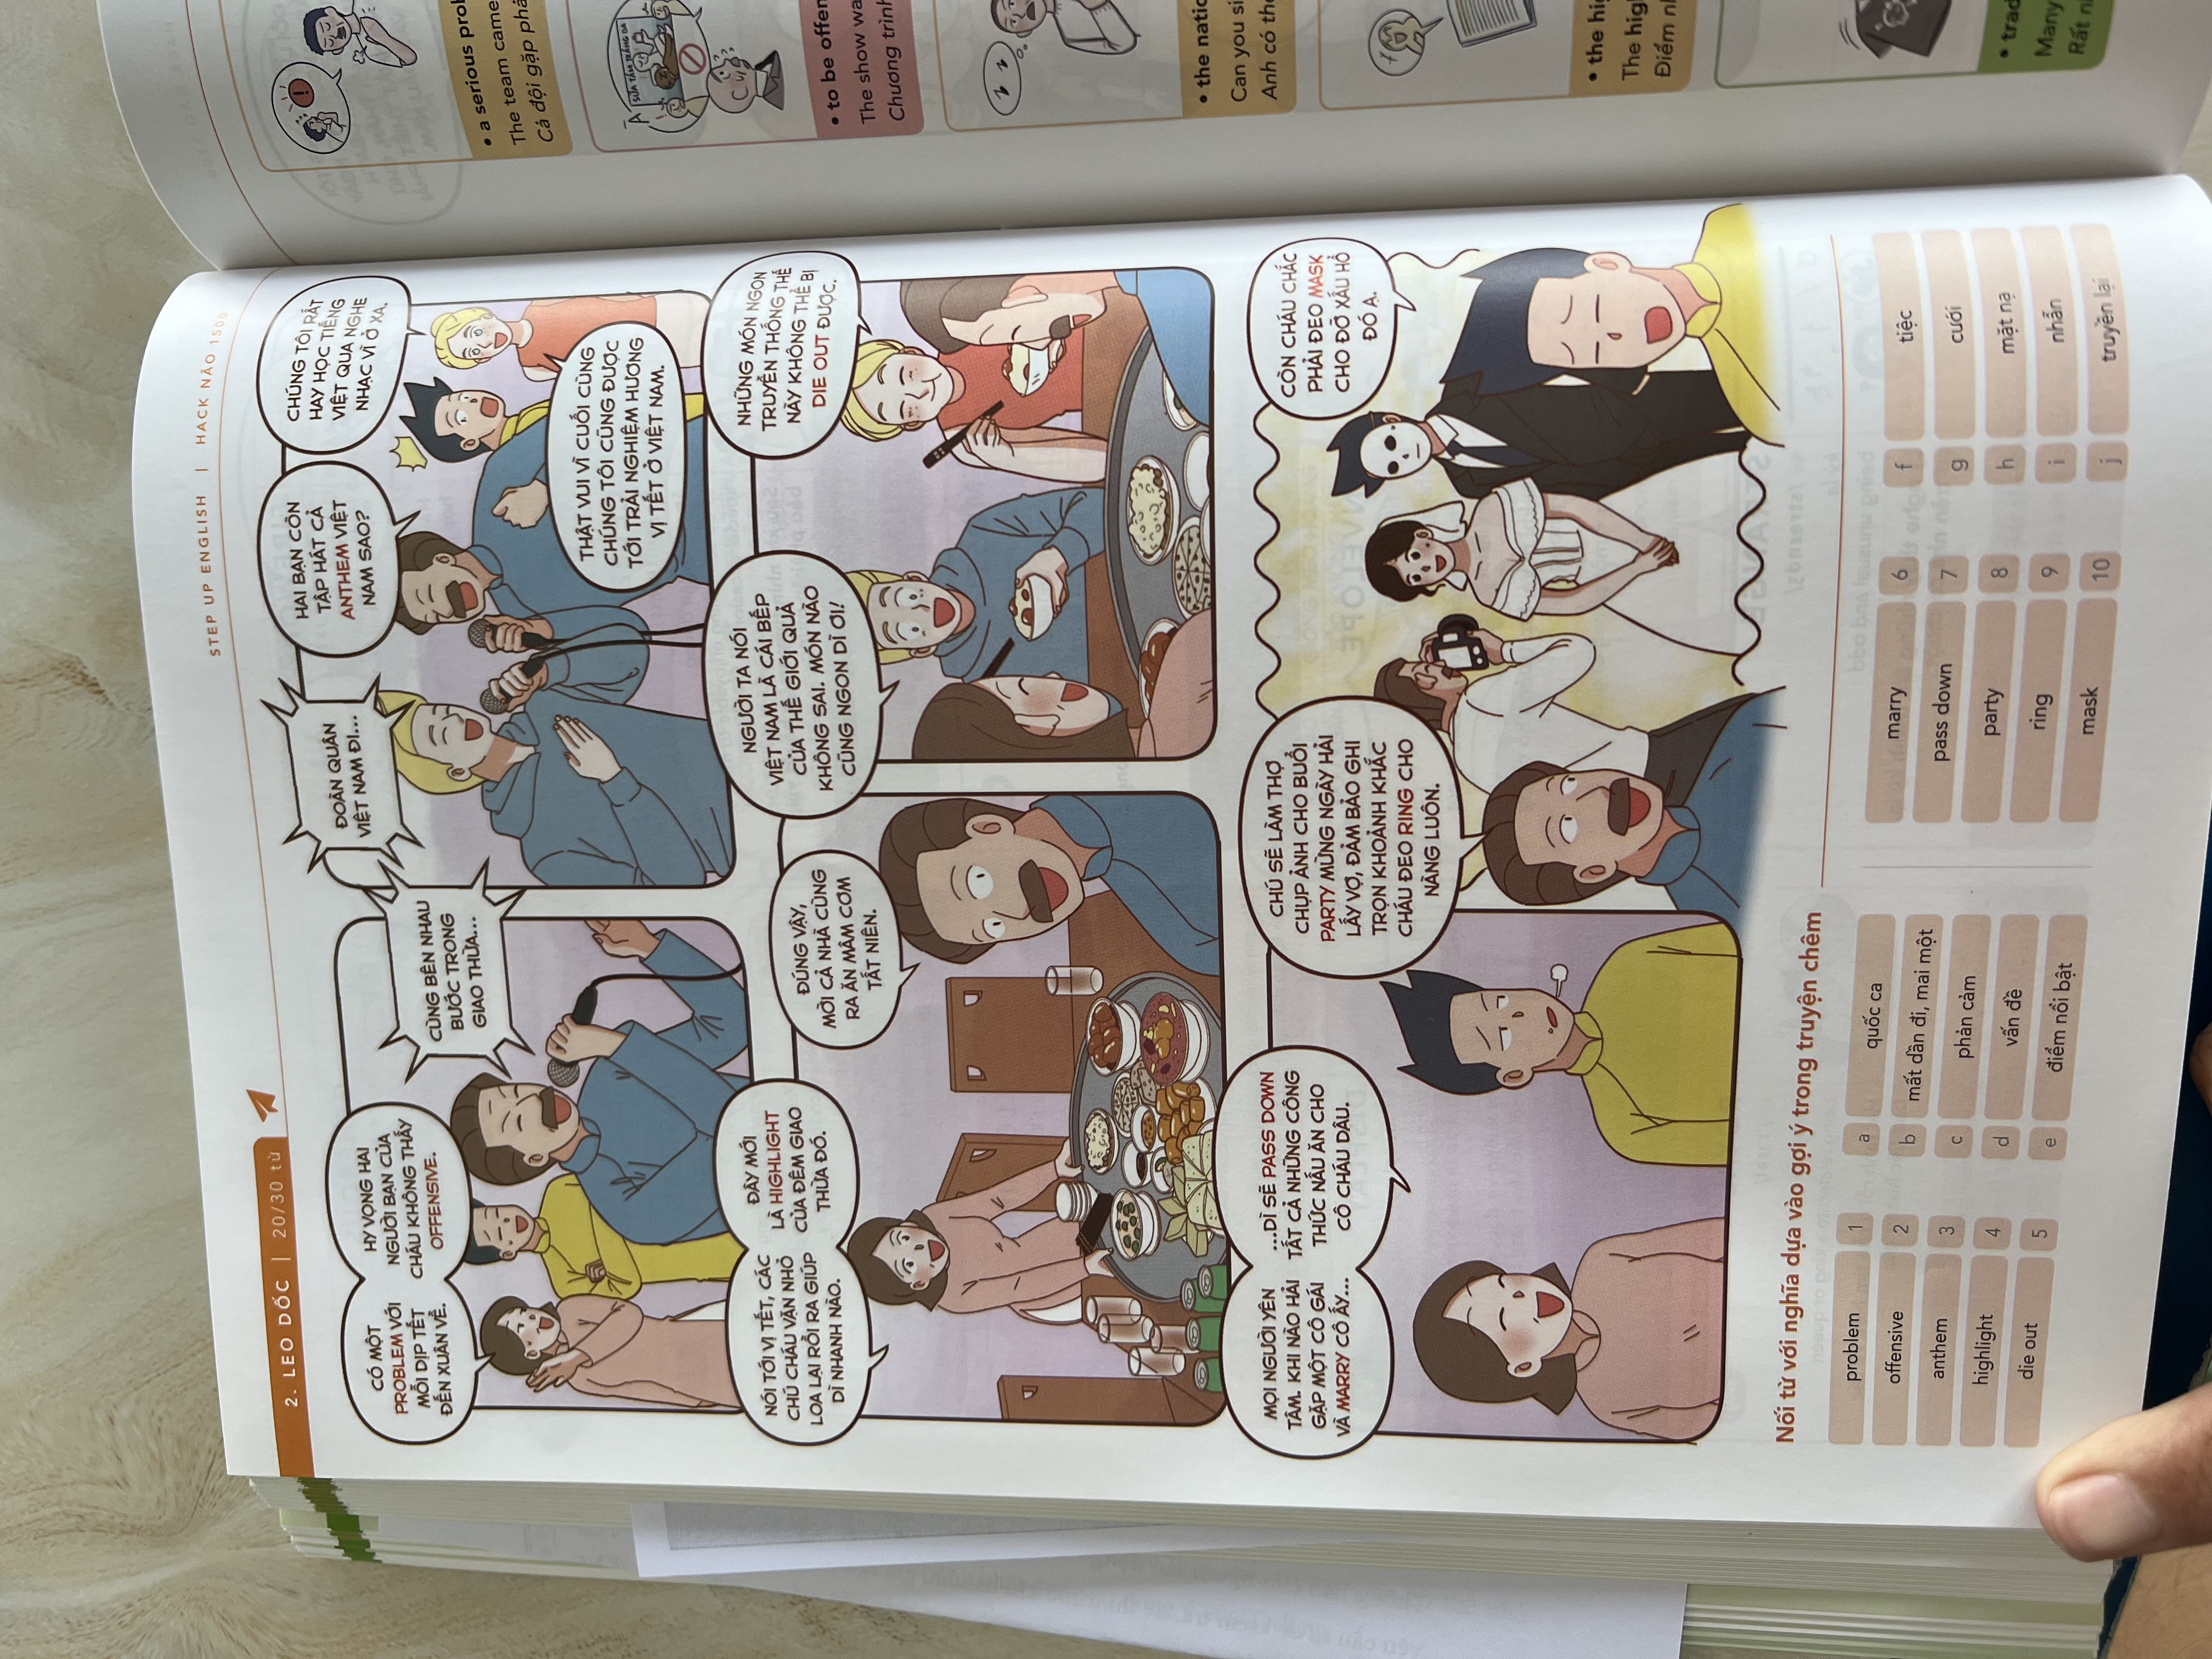 STEP UP ENGLISH | HACK NÃO 1500
2. LEO DỐC | 20/30 từ
CÓ MỘT
PROBLEM VỚI
MỖI DỊP TẾT
ĐẾN XUÂN VỀ.
HY VỌNG HAI
NGƯỜI BẠN CỦA
CHÁU KHÔNG THẤY
OFFENSIVE.
CÙNG BÊN NHAU
BƯỚC TRONG
GIAO THỪA...
ĐOÀN QUÂN
VIỆT NAM ĐI...
HAI BẠN CÒN
TẬP HÁT CẢ
ANTHEM VIỆT
NAM SAO?
CHÚNG TÔI RẤT
HAY HỌC TIẾNG
VIỆT QUA NGHE
NHẠC VÌ Ở XA.
THẬT VUI VÌ CUỐI CÙNG
CHÚNG TÔI CŨNG ĐƯỢC
TỚI TRẢI NGHIỆM HƯƠNG
VỊ TẾT Ở VIỆT NAM.
NÓI TỚI VỊ TẾT, CÁC
CHÚ CHÁU VẶN NHỎ
LOA LẠI RỒI RA GIÚP
DÌ NHANH NÀO.
ĐÂY MỚI
LÀ HIGHLIGHT
CỦA ĐÊM GIAO
THỪA ĐÓ.
ĐÚNG VẬY,
MỜI CẢ NHÀ CÙNG
RA ĂN MÂM CƠM
TẤT NIÊN.
NGƯỜI TA NÓI
VIỆT NAM LÀ CÁI BẾP
CỦA THẾ GIỚI QUẢ
KHÔNG SAI. MÓN NÀO
CŨNG NGON DÌ ƠI!
NHỮNG MÓN NGON
TRUYỀN THỐNG THẾ
NÀY KHÔNG THỂ BỊ
DIE OUT ĐƯỢC.
MỌI NGƯỜI YÊN
TÂM. KHI NÀO HẢI
GẶP MỘT CÔ GÁI
VÀ MARRY CÔ ẤY...
...DÌ SẼ PASS DOWN
TẤT CẢ NHỮNG CÔNG
THỨC NẤU ĂN CHO
CÔ CHÁU DÂU.
CHÚ SẼ LÀM THỢ
CHỤP ẢNH CHO BUỔI
PARTY MỪNG NGÀY HẢI
LẤY VỢ, ĐẢM BẢO GHI
TRỌN KHOẢNH KHẮC
CHÁU ĐEO RING CHO
NÀNG LUÔN.
CÒN CHÁU CHẮC
PHẢI ĐEO MASK
CHO ĐỠ XẤU HỔ
ĐÓ Ạ.
Nối từ với nghĩa dựa vào gợi ý trong truyện chêm
problem 1 a quốc ca
offensive 2 b mất dần đi, mai một
anthem 3 c phản cảm
highlight 4 d vấn đề
die out 5 e điểm nổi bật
marry 6 f tiệc
pass down 7 g cưới
party 8 h mặt nạ
ring 9 i nhẫn
mask 10 j truyền lại
SỮA TẮM TRẮNG DA
• a serious
The team came
Cả đội gặp
• to be
The show
Chương trình
• the
Can you
Anh có
• the
The
Điểm
Many
Rất